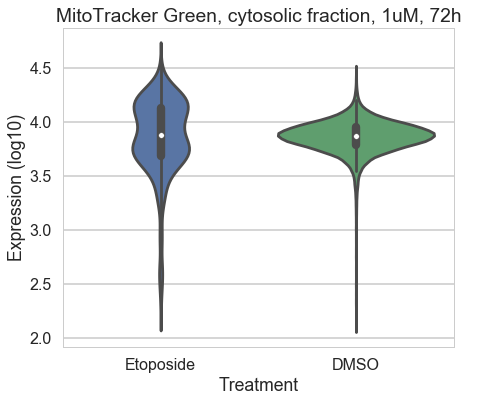 MitoTracker Green, cytosolic fraction, 1uM, 72h
Expression (log10)
4.5
4.0
3.5
3.0
2.5
2.0
Etoposide
DMSO
Treatment